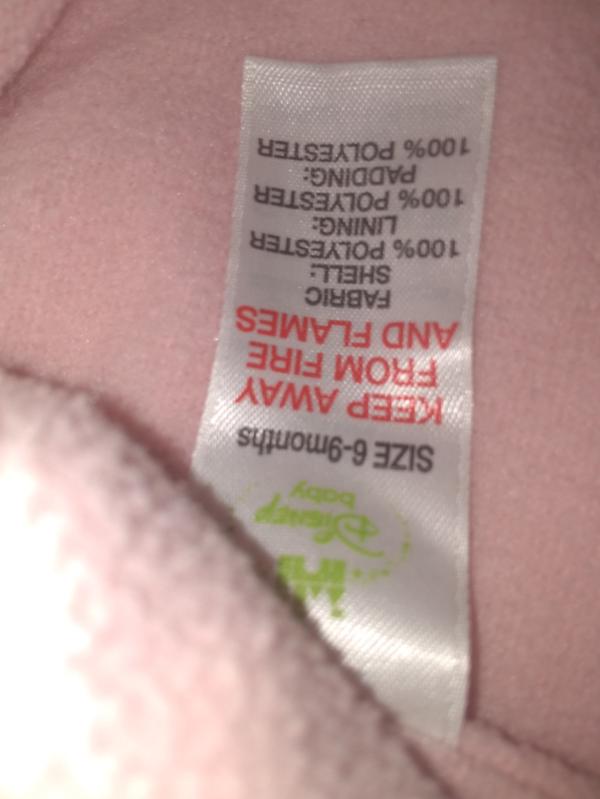 Disney
baby
SIZE 6-9months
KEEP AWAY
FROM FIRE
AND FLAMES
FABRIC
SHELL:
100% POLYESTER
LINING:
100% POLYESTER
PADDING:
100% POLYESTER